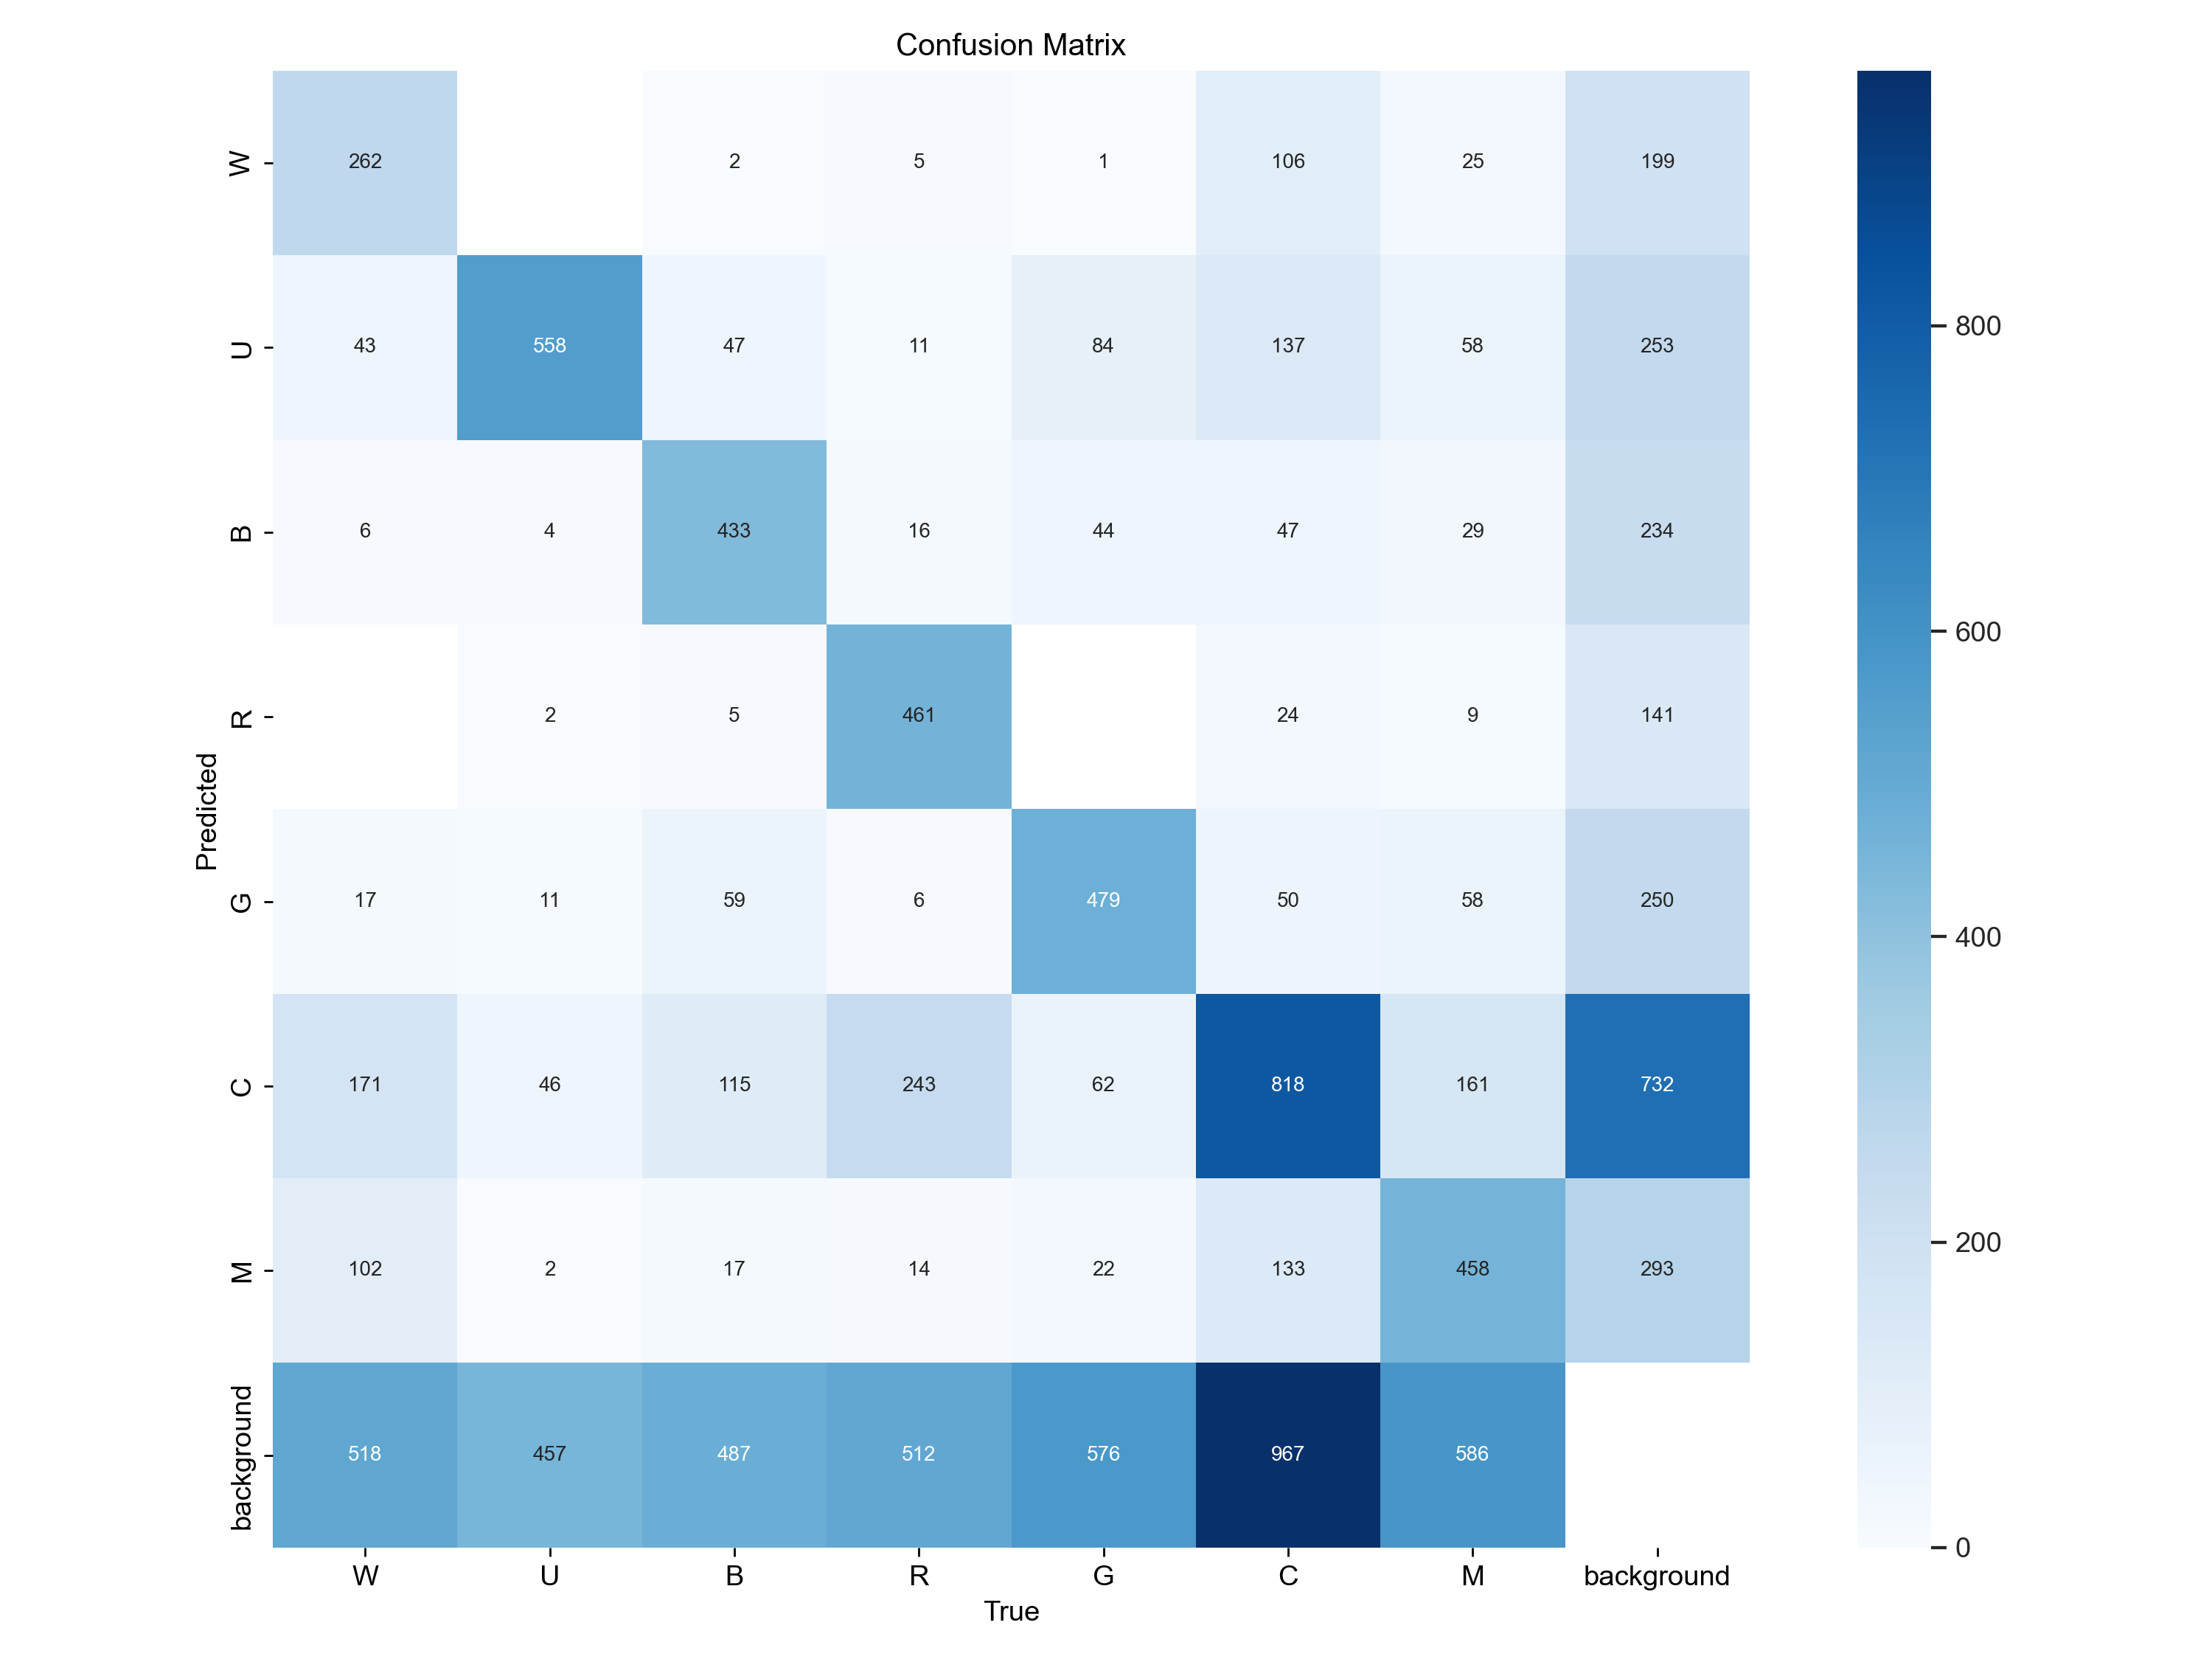 Confusion Matrix
W 262 2 5 1 106 25 199
U 43 558 47 11 84 137 58 253
B 6 4 433 16 44 47 29 234
R 2 5 461 24 9 141
G 17 11 59 6 479 50 58 250
C 171 46 115 243 62 818 161 732
M 102 2 17 14 22 133 458 293
background 518 457 487 512 576 967 586
W U B R G C M background
Predicted
True
800
600
400
200
0